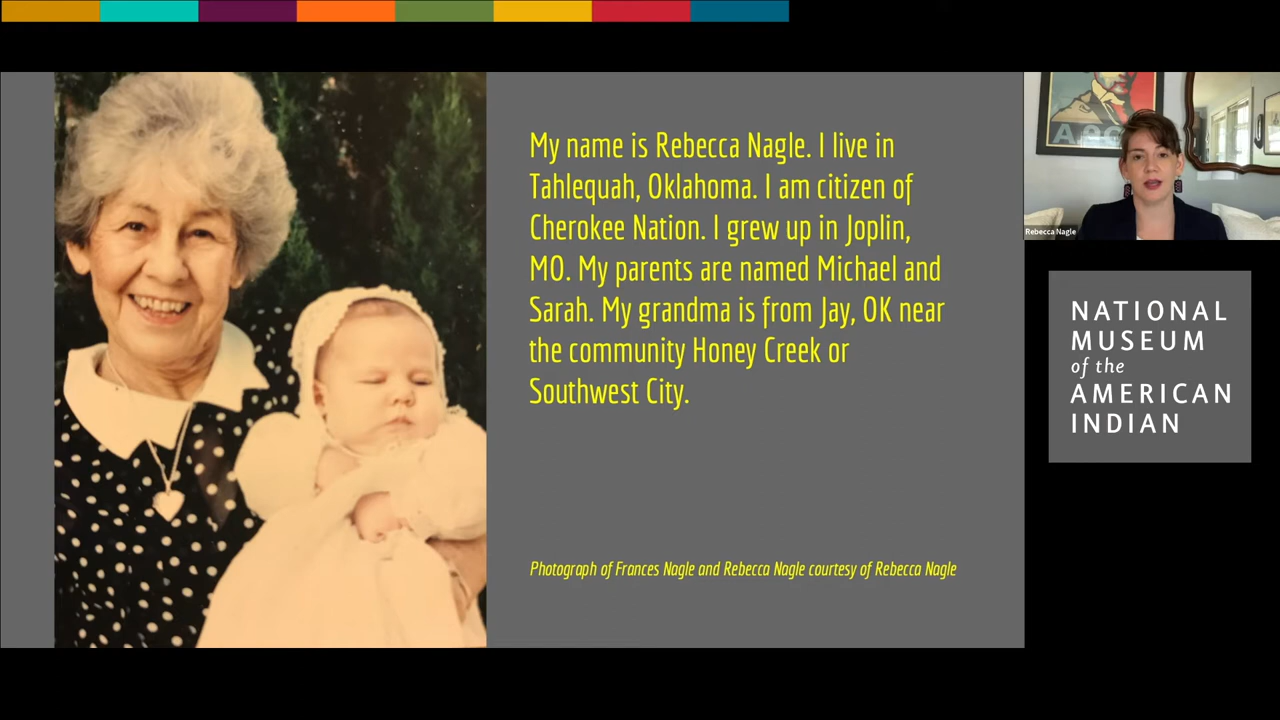 My name is Rebecca Nagle. I live in
Tahlequah, Oklahoma. I am citizen of
Cherokee Nation. I grew up in Joplin,
MO. My parents are named Michael and
Sarah. My grandma is from Jay, OK near
the community Honey Creek or
Southwest City.
Photograph of Frances Nagle and Rebecca Nagle courtesy of Rebecca Nagle
Rebecca Nagle
NATIONAL
MUSEUM
of the
AMERICAN
INDIAN